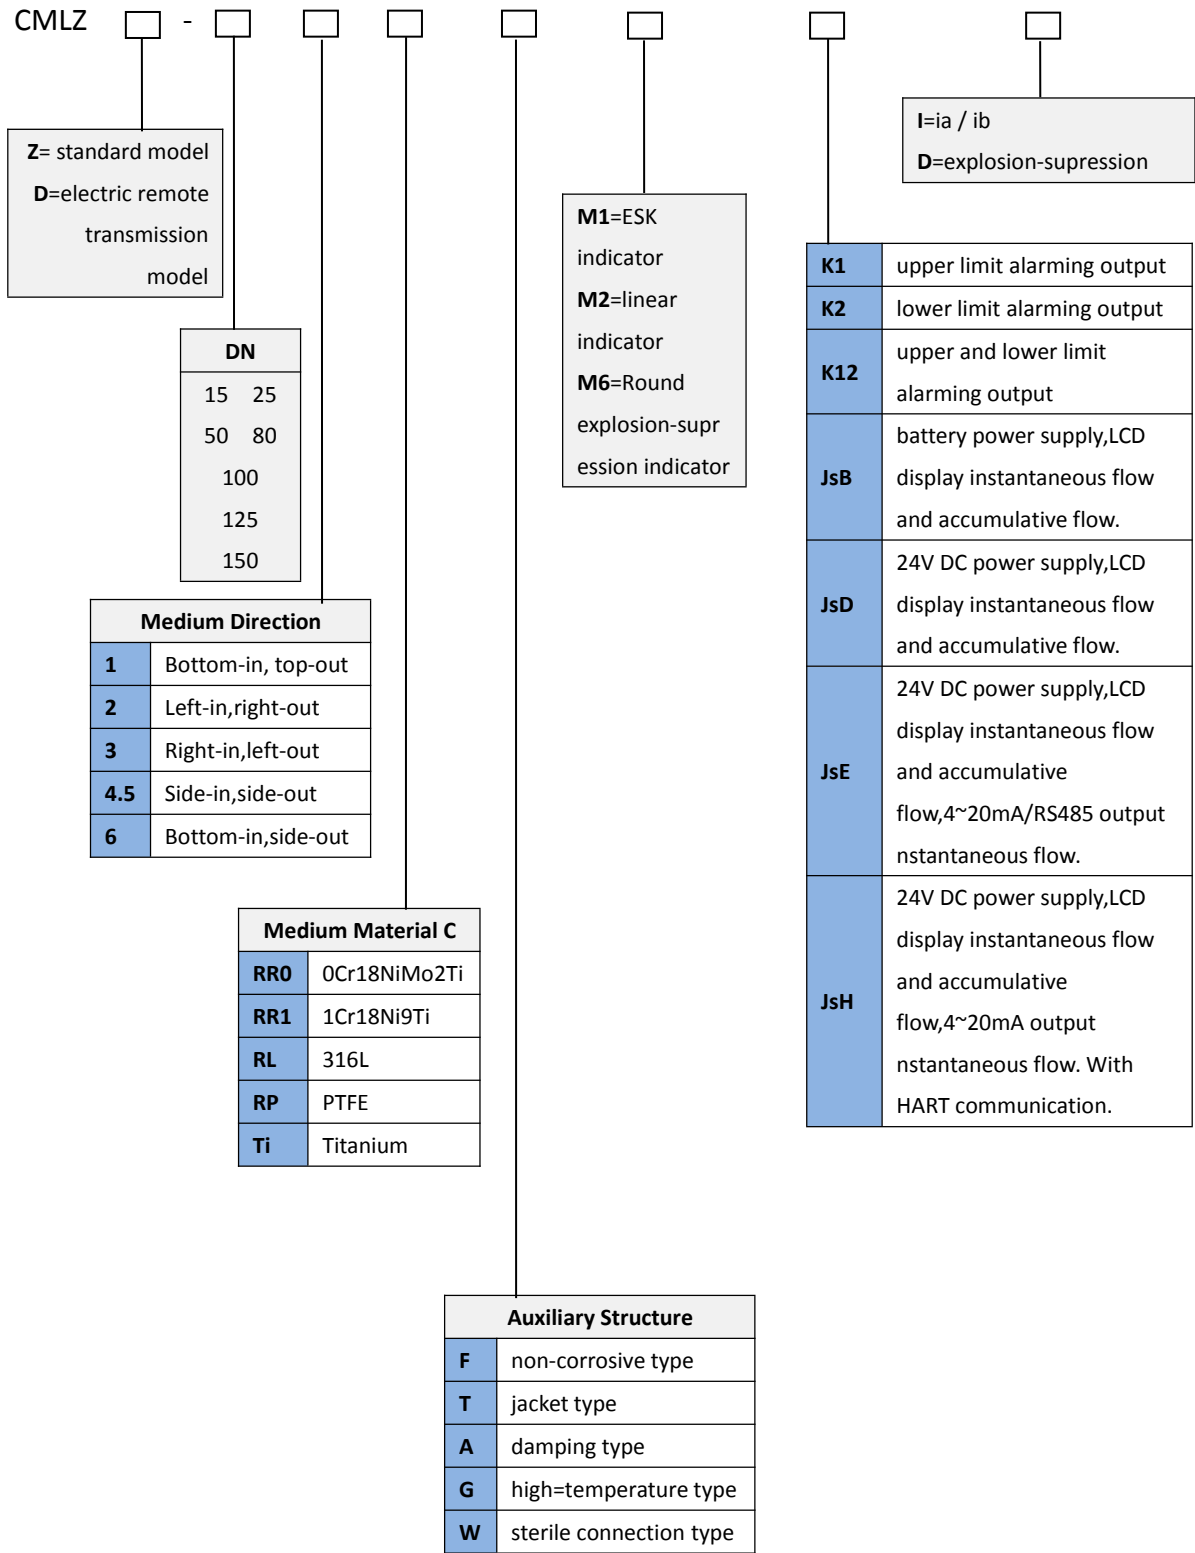 CMLZ -
Z= standard model
D=electric remote
transmission
model
DN
15 25
50 80
100
125
150
Medium Direction
1 Bottom-in, top-out
2 Left-in,right-out
3 Right-in,left-out
4.5 Side-in,side-out
6 Bottom-in,side-out
Medium Material C
RR0 0Cr18NiMo2Ti
RR1 1Cr18Ni9Ti
RL 316L
RP PTFE
Ti Titanium
Auxiliary Structure
F non-corrosive type
T jacket type
A damping type
G high=temperature type
W sterile connection type
M1=ESK
indicator
M2=linear
indicator
M6=Round
explosion-supr
ession indicator
K1 upper limit alarming output
K2 lower limit alarming output
K12 upper and lower limit
alarming output
JsB battery power supply,LCD
display instantaneous flow
and accumulative flow.
JsD 24V DC power supply,LCD
display instantaneous flow
and accumulative flow.
JsE 24V DC power supply,LCD
display instantaneous flow
and accumulative
flow,4~20mA/RS485 output
nstantaneous flow.
JsH 24V DC power supply,LCD
display instantaneous flow
and accumulative
flow,4~20mA output
nstantaneous flow. With
HART communication.
I=ia / ib
D=explosion-supression